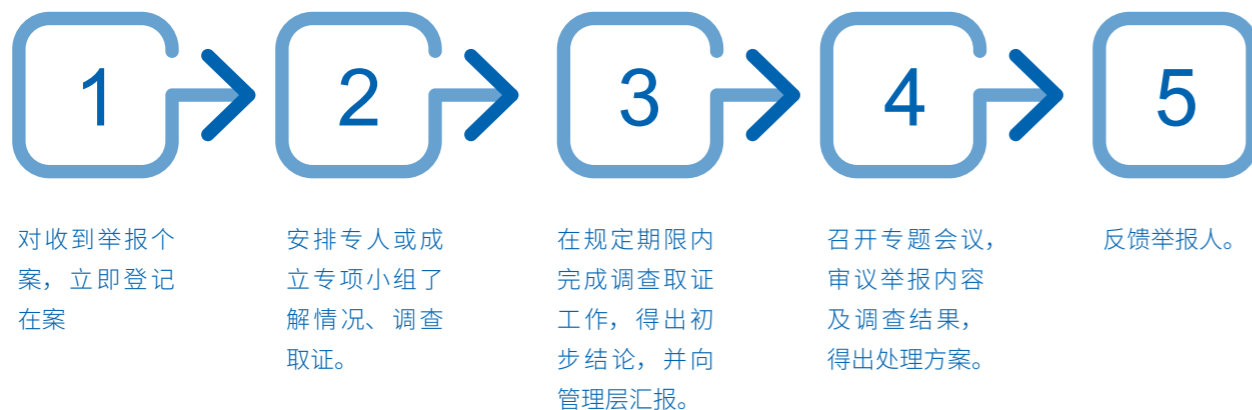 1
对收到举报个
案，立即登记
在案
2
安排专人或成
立专项小组了
解情况、调查
取证。
3
在规定期限内
完成调查取证
工作，得出初
步结论，并向
管理层汇报。
4
召开专题会议，
审议举报内容
及调查结果，
得出处理方案。
5
反馈举报人。